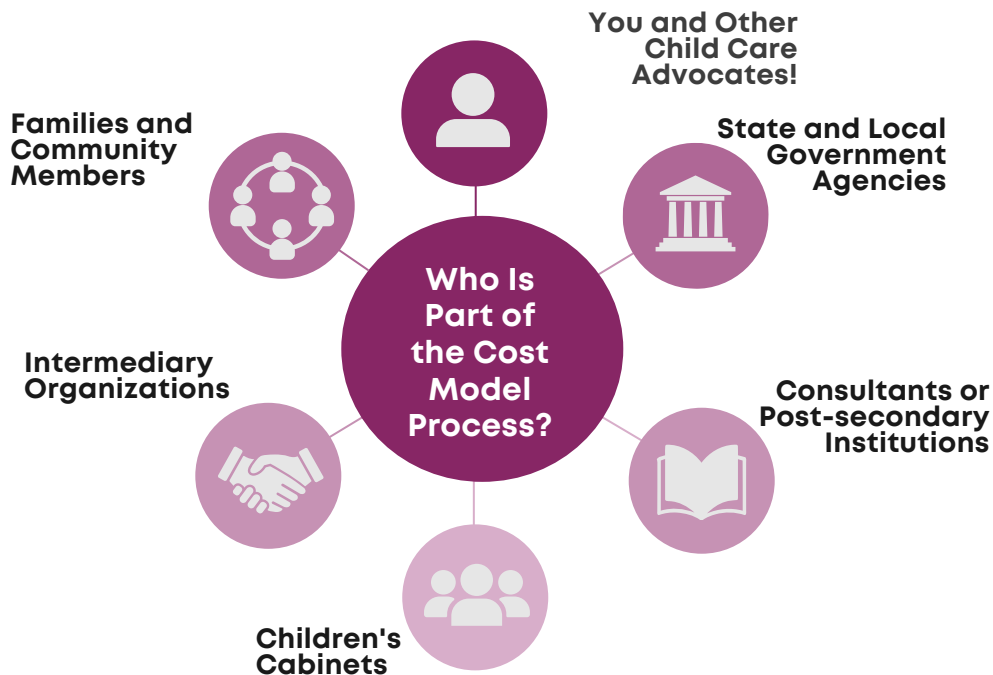 You and Other
Child Care
Advocates!
Families and
Community
Members
State and Local
Government
Agencies
Who Is
Part of
the Cost
Model
Process?
Intermediary
Organizations
Consultants or
Post-secondary
Institutions
Children's
Cabinets